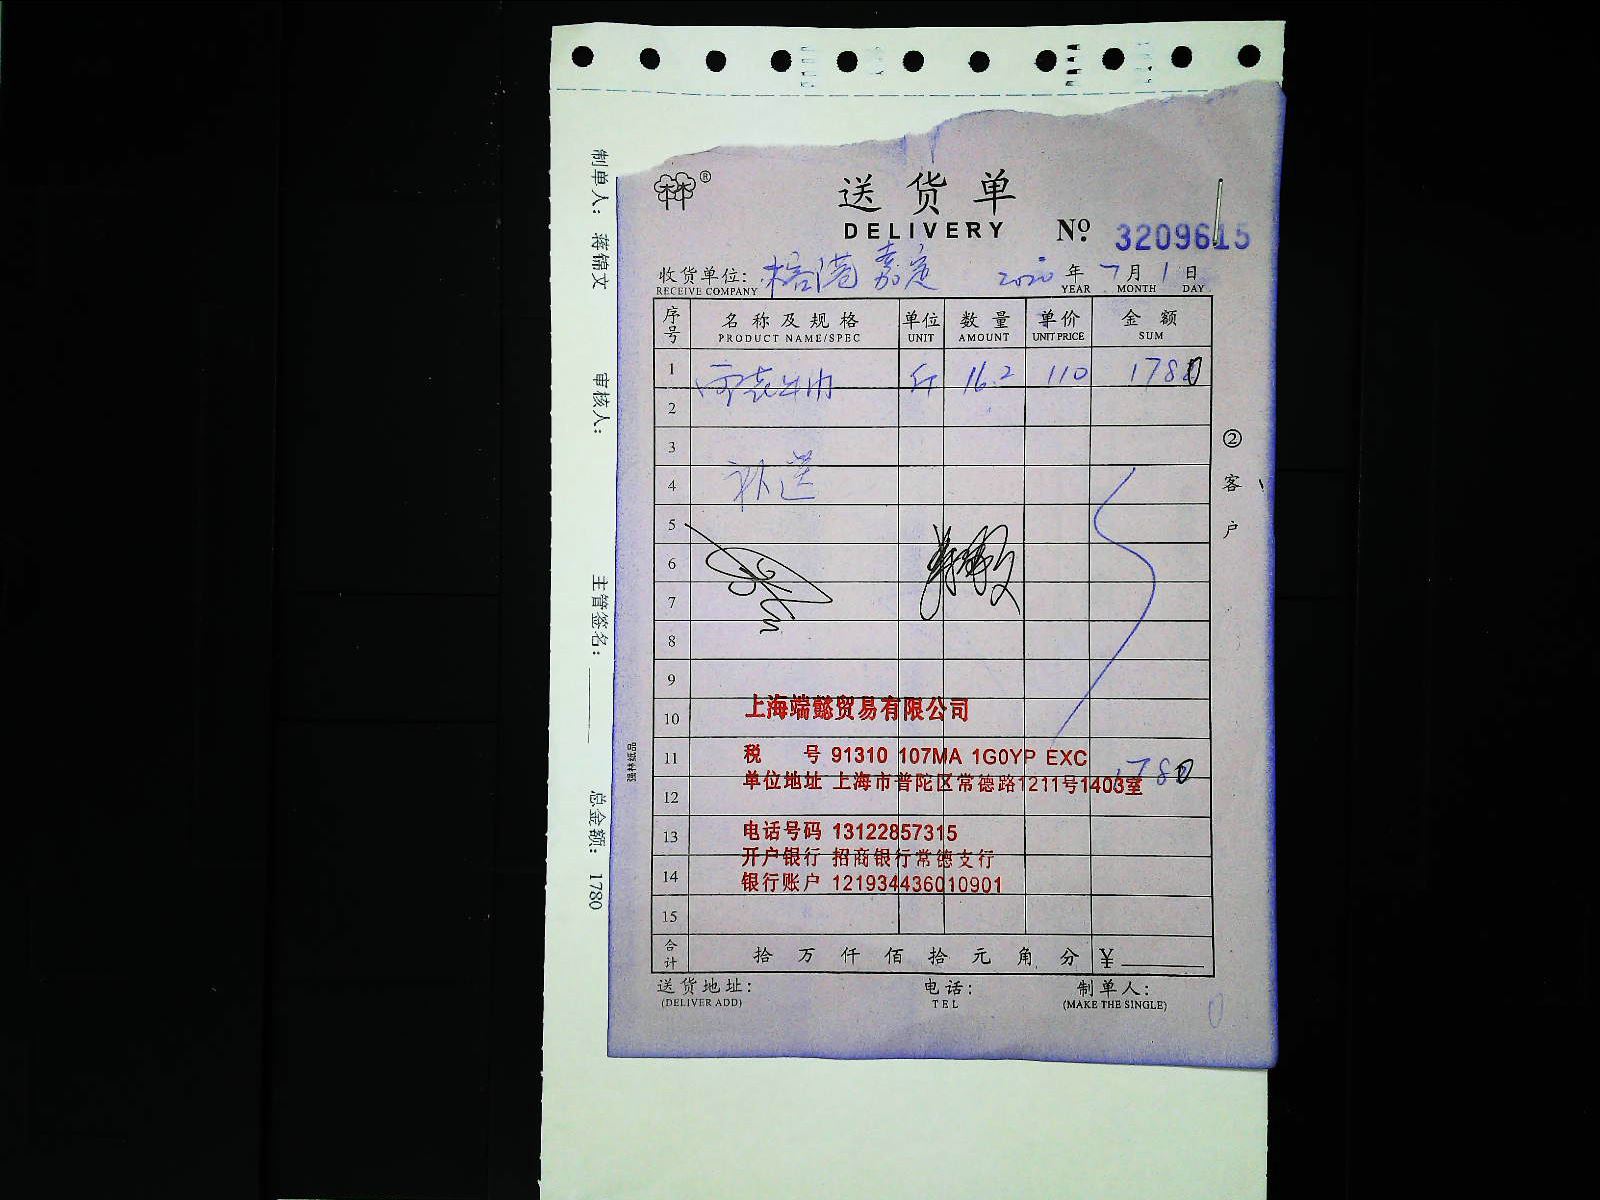 送货单
DELIVERY
№ 3209615
收货单位: 榕港嘉定 2020 年 7 月 1 日
RECEIVE COMPANY YEAR MONTH DAY
序号 名称及规格 单位 数量 单价 金额
PRODUCT NAME/SPEC UNIT AMOUNT UNIT PRICE SUM
1 斤 16.2 110 1780
2
3
4 补送
5
6
7
8
9
10
11 1780
12
13
14
15
上海端懿贸易有限公司
税 号 91310 107MA 1G0YP EXC
单位地址 上海市普陀区常德路1211号1403室
电话号码 13122857315
开户银行 招商银行常德支行
银行账户 121934436010901
合计 拾 万 仟 佰 拾 元 角 分 ¥
送货地址: 电话: 制单人:
(DELIVER ADD) TEL (MAKE THE SINGLE)
② 客户
强林纸品
制单人: 蒋锦文 审核人: 主管签名: 总金额: 1780